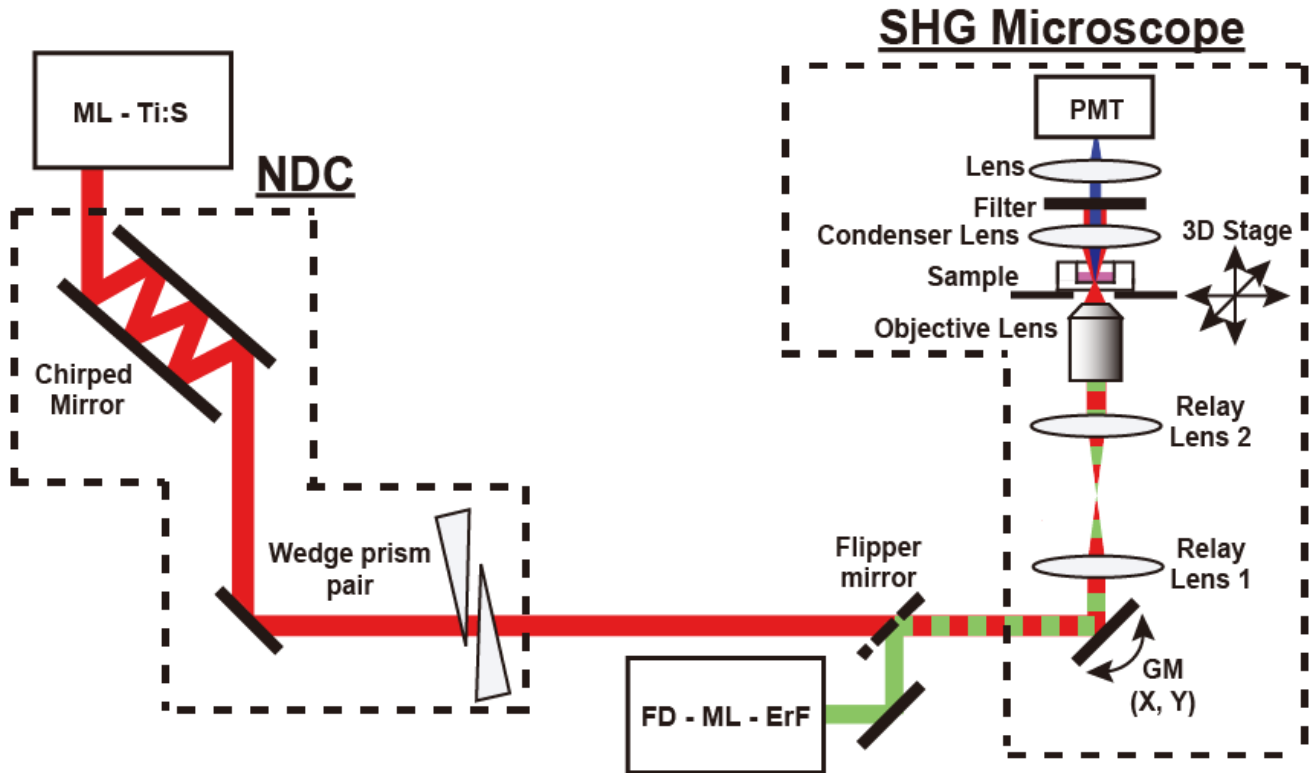 SHG Microscope
ML - Ti:S
NDC
Chirped
Mirror
Wedge prism
pair
Flipper
mirror
FD - ML - ErF
PMT
Lens
Filter
Condenser Lens
3D Stage
Sample
Objective Lens
Relay
Lens 2
Relay
Lens 1
GM
(X, Y)